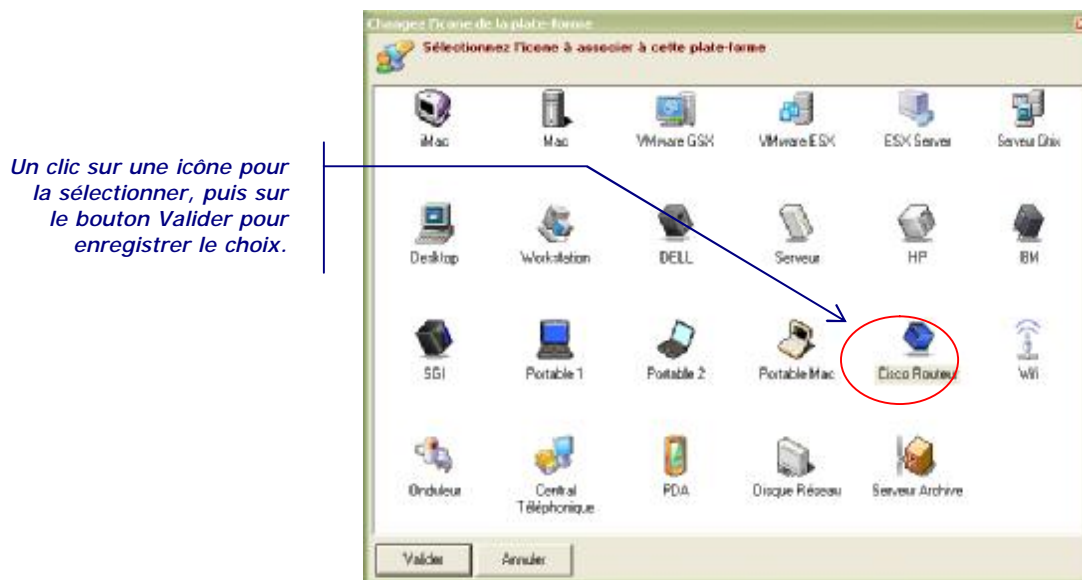 Changez l'icone de la plate-forme
Sélectionnez l'icone à associer à cette plate-forme
iMac
Mac
VMware GSX
VMware ESX
ESX Server
Serveur Citrix
Un clic sur une icône pour
la sélectionner, puis sur
le bouton Valider pour
enregistrer le choix.
Desktop
Workstation
DELL
Serveur
HP
IBM
SGI
Portable 1
Portable 2
Portable Mac
Cisco Routeur
Wifi
Onduleur
Central
Téléphonique
PDA
Disque Réseau
Serveur Archive
Valider
Annuler